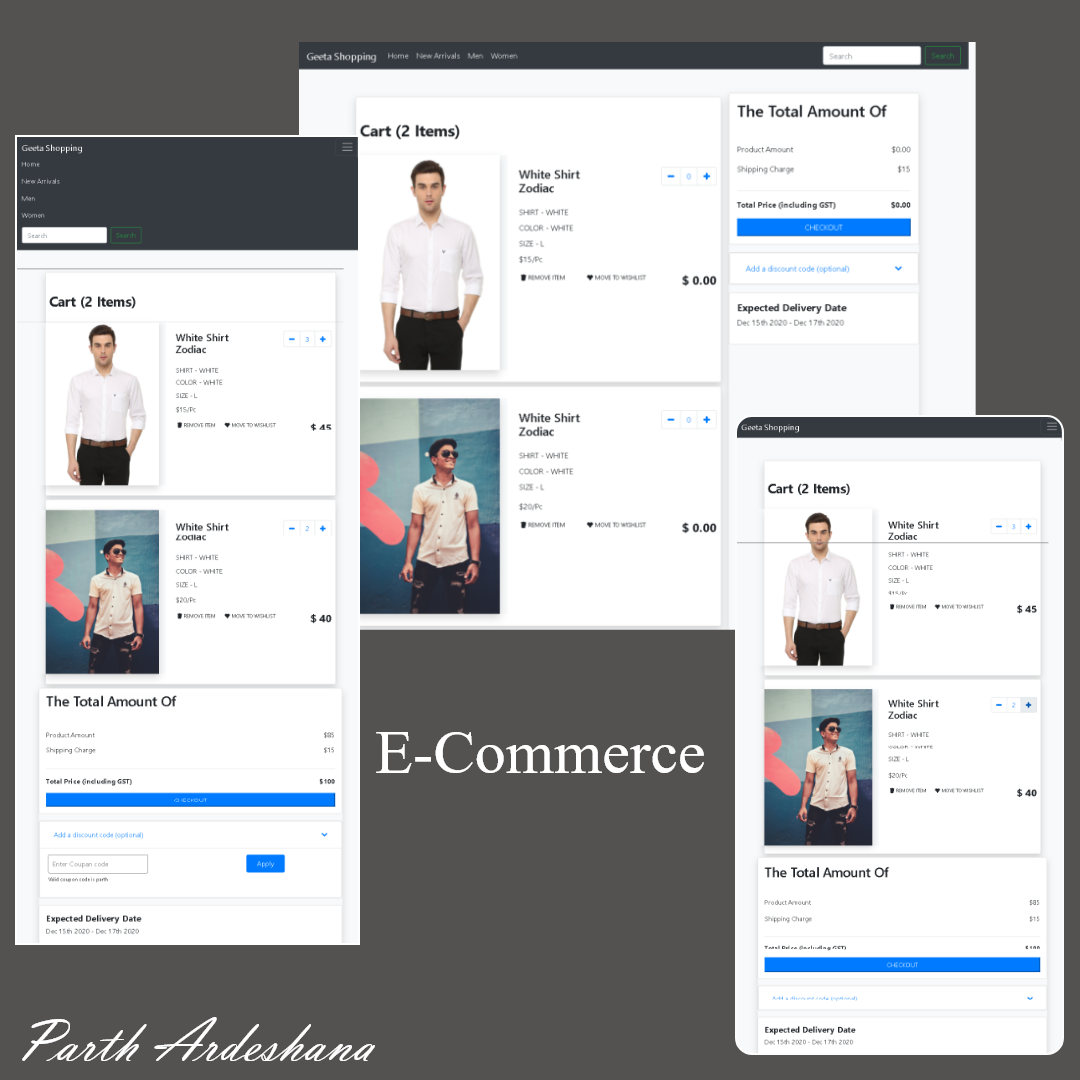 Geeta Shopping Home New Arrivals Men Women Search Search
Cart (2 Items)
White Shirt
Zodiac
- 0 +
SHIRT - WHITE
COLOR - WHITE
SIZE - L
$15/Pc
REMOVE ITEM MOVE TO WISHLIST
$ 0.00
White Shirt
Zodiac
- 0 +
SHIRT - WHITE
COLOR - WHITE
SIZE - L
$20/Pc
REMOVE ITEM MOVE TO WISHLIST
$ 0.00
The Total Amount Of
Product Amount $0.00
Shipping Charge $15
Total Price (including GST) $0.00
CHECKOUT
Add a discount code (optional)
Expected Delivery Date
Dec 15th 2020 - Dec 17th 2020
Geeta Shopping
Home
New Arrivals
Men
Women
Search Search
Cart (2 Items)
White Shirt
Zodiac
- 3 +
SHIRT - WHITE
COLOR - WHITE
SIZE - L
$15/Pc
REMOVE ITEM MOVE TO WISHLIST
$ 45
White Shirt
Zodiac
- 2 +
SHIRT - WHITE
COLOR - WHITE
SIZE - L
$20/Pc
REMOVE ITEM MOVE TO WISHLIST
$ 40
The Total Amount Of
Product Amount $85
Shipping Charge $15
Total Price (including GST) $100
CHECKOUT
Add a discount code (optional)
Enter Coupan code Apply
Valid coupan code is parth
Expected Delivery Date
Dec 15th 2020 - Dec 17th 2020
Geeta Shopping
Cart (2 Items)
White Shirt
Zodiac
- 3 +
SHIRT - WHITE
COLOR - WHITE
SIZE - L
$15/Pc
REMOVE ITEM MOVE TO WISHLIST
$ 45
White Shirt
Zodiac
- 2 +
SHIRT - WHITE
COLOR - WHITE
SIZE - L
$20/Pc
REMOVE ITEM MOVE TO WISHLIST
$ 40
The Total Amount Of
Product Amount $85
Shipping Charge $15
Total Price (including GST) $100
CHECKOUT
Add a discount code (optional)
Expected Delivery Date
Dec 15th 2020 - Dec 17th 2020
E-Commerce
Parth Ardeshana